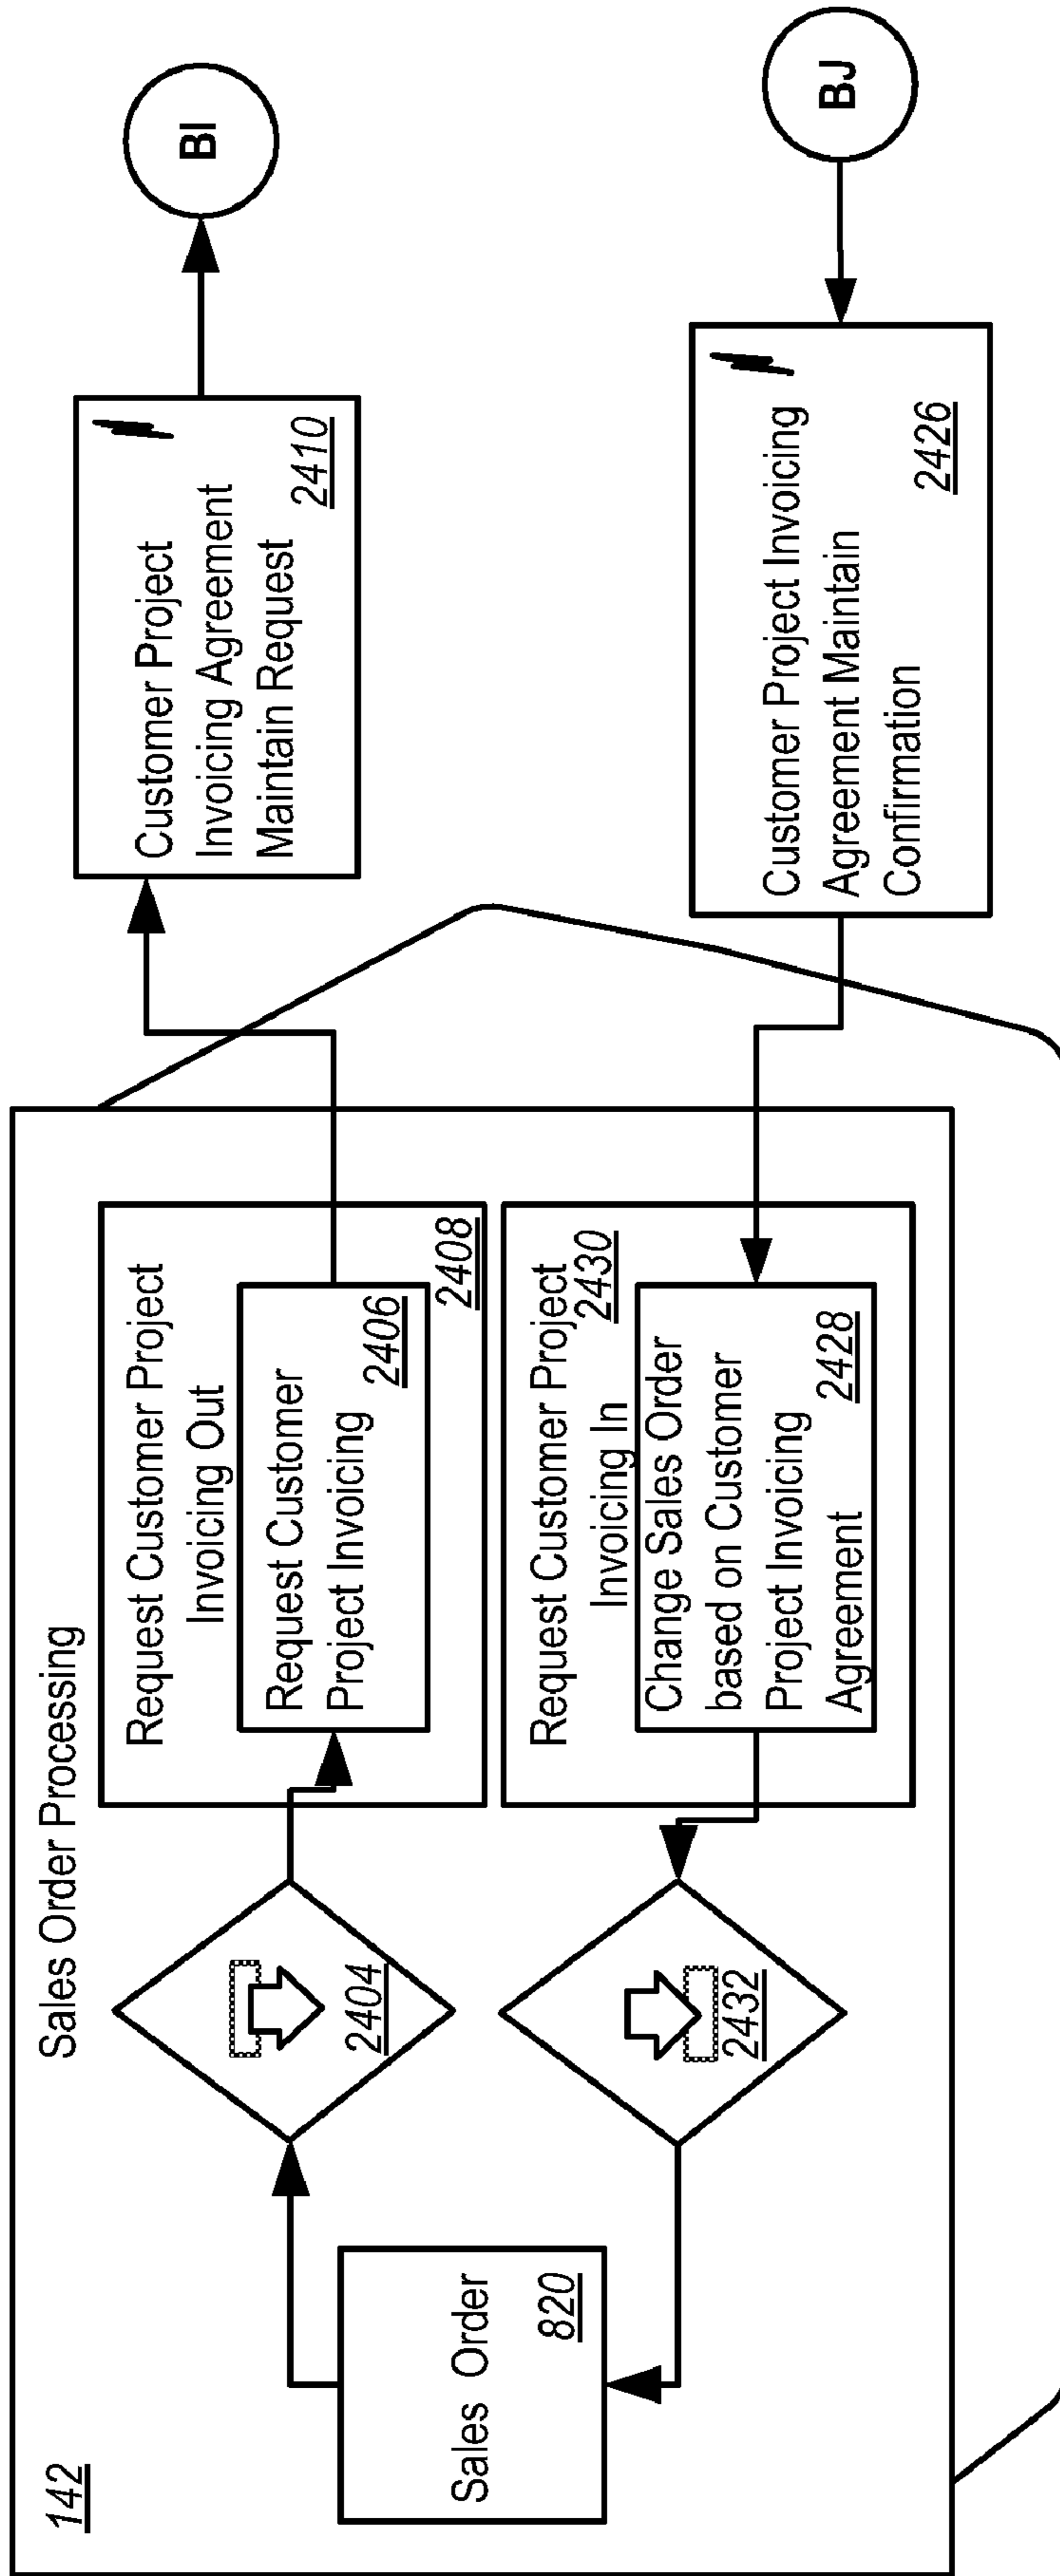 142
Sales Order Processing
Sales Order
820
2404
2432
Request Customer Project
Invoicing Out
2408
Request Customer
Project Invoicing
2406
Request Customer Project
Invoicing In
2430
Change Sales Order
based on Customer
Project Invoicing
Agreement
2428
Customer Project
Invoicing Agreement
Maintain Request
2410
Customer Project Invoicing
Agreement Maintain
Confirmation
2426
BI
BJ